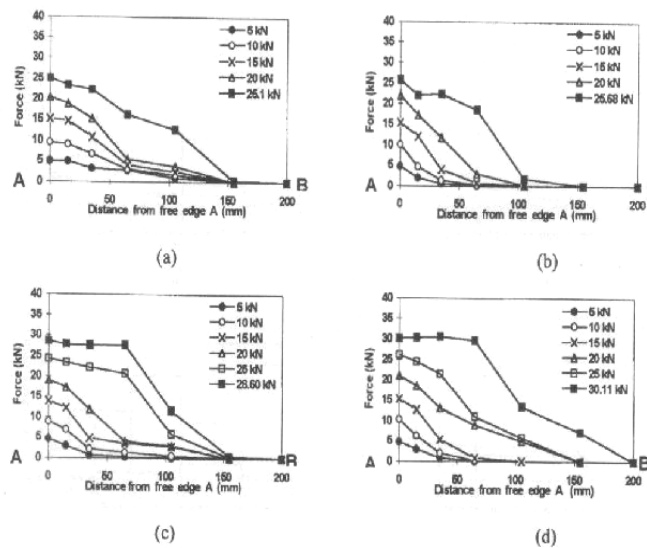 40
35
30
25
20
15
10
5
0
Force (kN)
5 kN
10 kN
15 kN
20 kN
25.1 kN
A
B
0 50 100 150 200
Distance from free edge A (mm)
(a)
40
35
30
25
20
15
10
5
0
Force (kN)
5 kN
10 kN
15 kN
20 kN
25.68 kN
A
B
0 50 100 150 200
Distance from free edge A (mm)
(b)
40
35
30
25
20
15
10
5
0
Force (kN)
5 kN
10 kN
15 kN
20 kN
25 kN
28.60 kN
A
B
0 50 100 150 200
Distance from free edge A (mm)
(c)
40
35
30
25
20
15
10
5
0
Force (kN)
5 kN
10 kN
15 kN
20 kN
25 kN
30.11 kN
A
B
0 50 100 150 200
Distance from free edge A (mm)
(d)